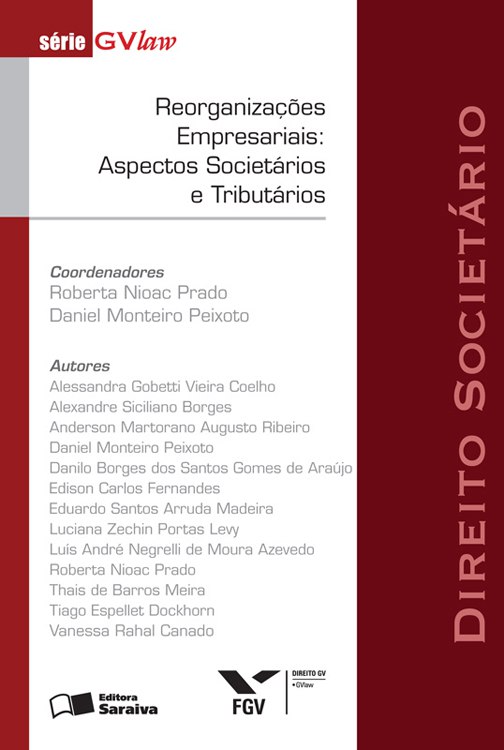 série GVlaw
Reorganizações
Empresariais:
Aspectos Societários
e Tributários
Coordenadores
Roberta Nioac Prado
Daniel Monteiro Peixoto
Autores
Alessandra Gobetti Vieira Coelho
Alexandre Siciliano Borges
Anderson Martorano Augusto Ribeiro
Daniel Monteiro Peixoto
Danilo Borges dos Santos Gomes de Araújo
Edison Carlos Fernandes
Eduardo Santos Arruda Madeira
Luciana Zechin Portas Levy
Luís André Negrelli de Moura Azevedo
Roberta Nioac Prado
Thais de Barros Meira
Tiago Espellet Dockhorn
Vanessa Rahal Canado
Editora
Saraiva
FGV
DIREITO GV
• GVlaw
DIREITO SOCIETÁRIO